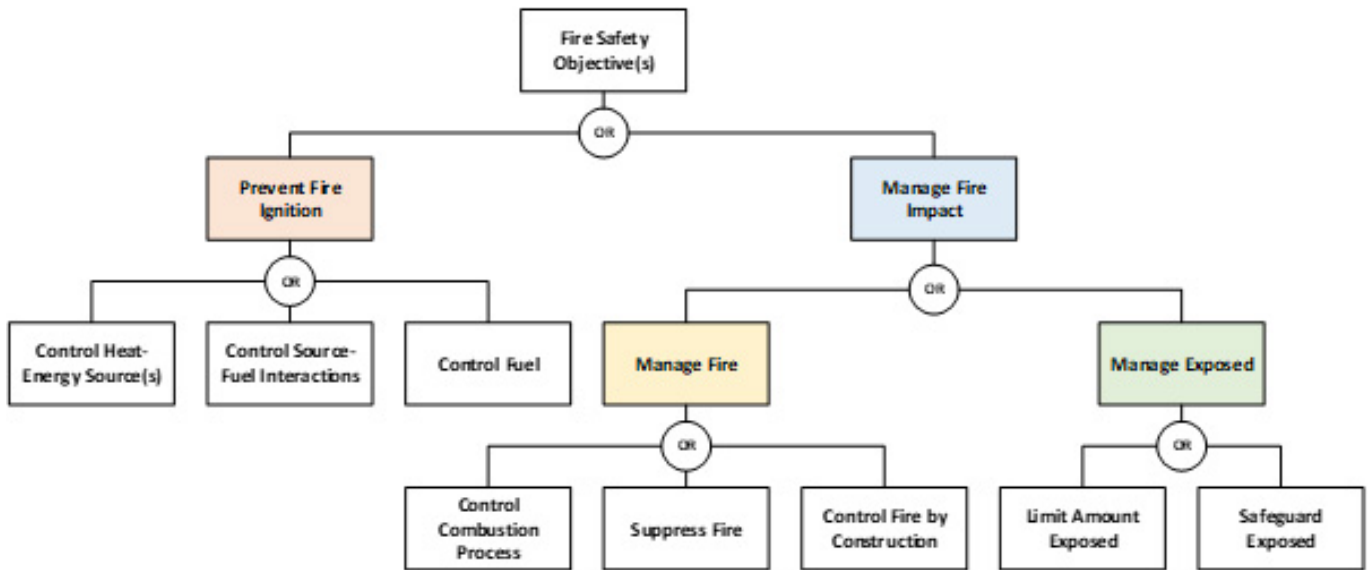 Fire Safety
Objective(s)
OR
Prevent Fire
Ignition
Manage Fire
Impact
OR
OR
Control Heat-
Energy Source(s)
Control Source-
Fuel Interactions
Control Fuel
Manage Fire
Manage Exposed
OR
OR
Control
Combustion
Process
Suppress Fire
Control Fire by
Construction
Limit Amount
Exposed
Safeguard
Exposed